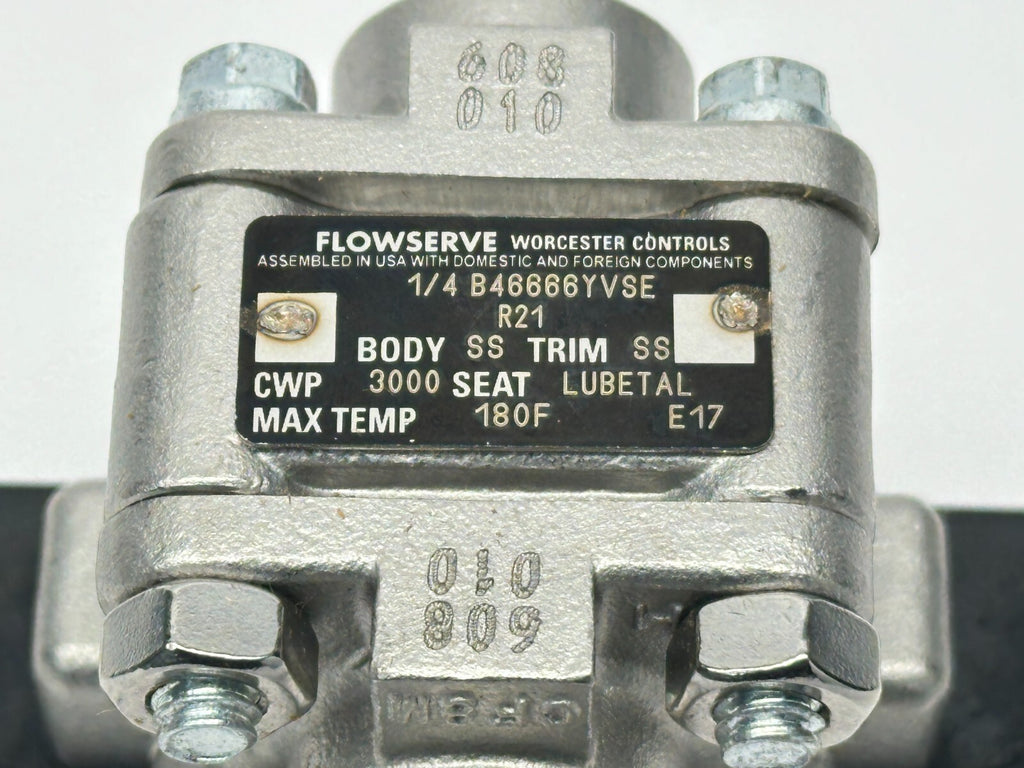 608
010
FLOWSERVE WORCESTER CONTROLS
ASSEMBLED IN USA WITH DOMESTIC AND FOREIGN COMPONENTS
1/4 B46666YVSE
R21
BODY SS TRIM SS
CWP 3000 SEAT LUBETAL
MAX TEMP 180F E17
010
608
CF8M